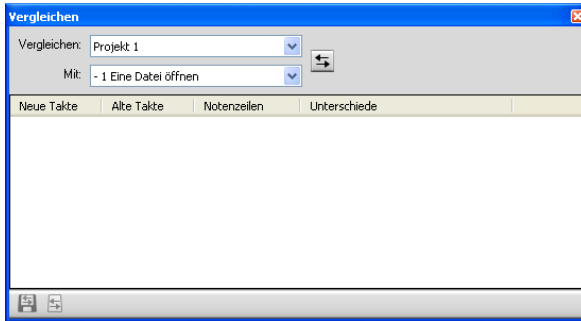 Vergleichen
Vergleichen: Projekt 1
Mit: - 1 Eine Datei öffnen
Neue Takte Alte Takte Notenzeilen Unterschiede